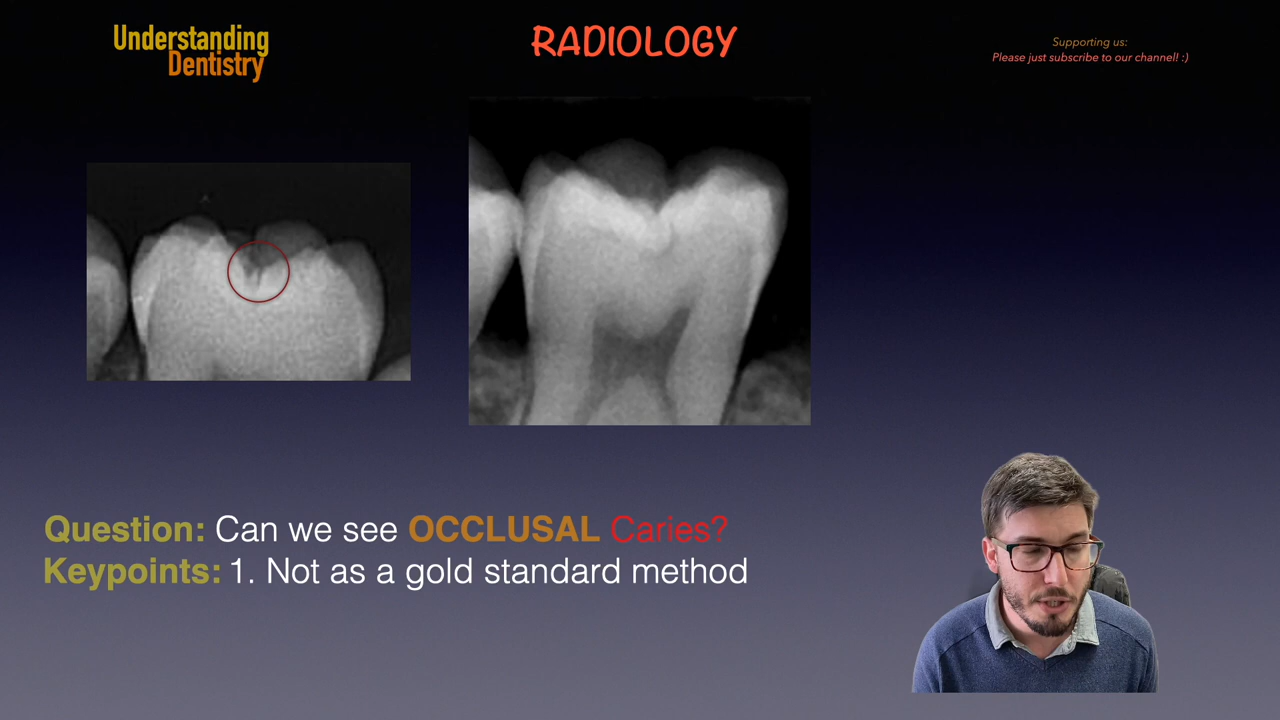 Understanding
Dentistry
RADIOLOGY
Supporting us:
Please just subscribe to our channel! :)
Question: Can we see OCCLUSAL Caries?
Keypoints: 1. Not as a gold standard method